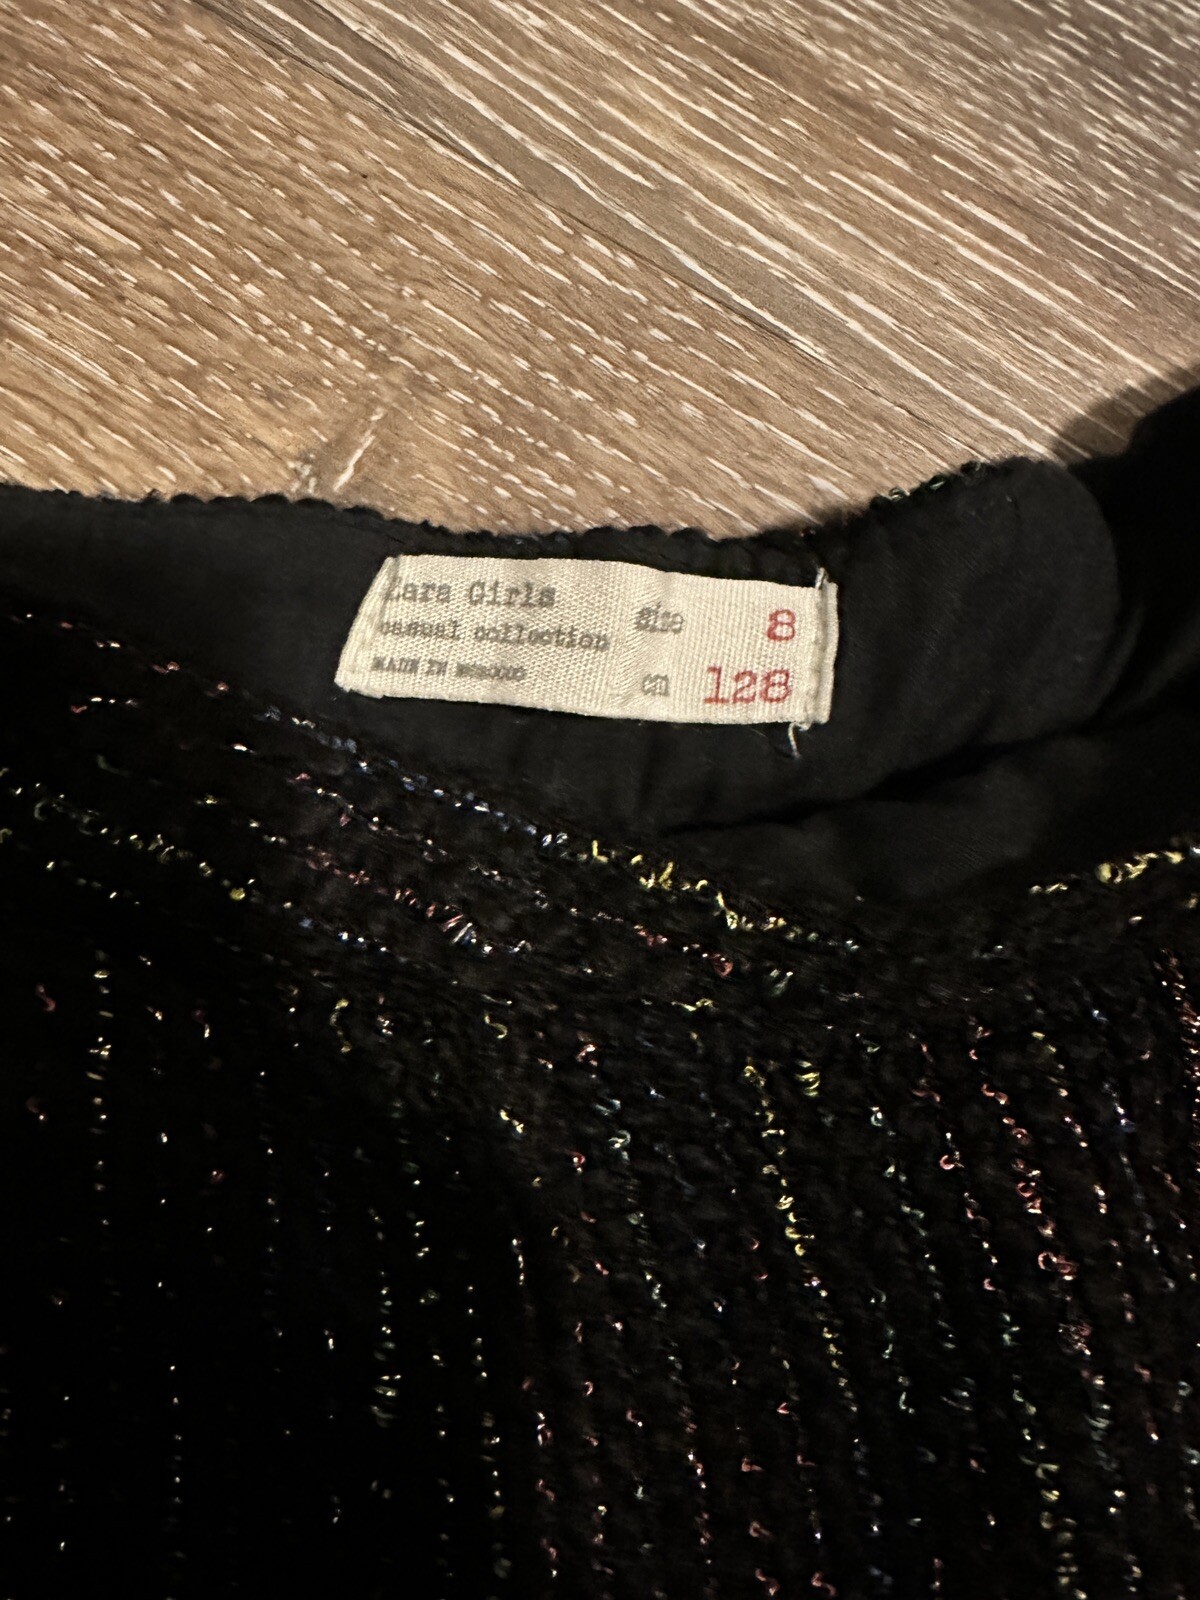 Zara Girls
casual collection
MADE IN MOROCCO
size 8
cm 128